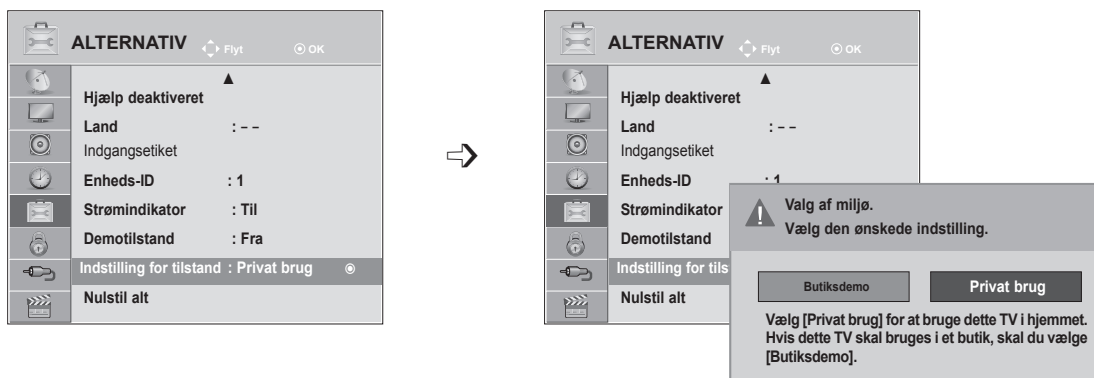 ALTERNATIV
Flyt
OK
Hjælp deaktiveret
Land : – –
Indgangsetiket
Enheds-ID : 1
Strømindikator : Til
Demotilstand : Fra
Indstilling for tilstand : Privat brug
Nulstil alt
ALTERNATIV
Flyt
OK
Hjælp deaktiveret
Land : – –
Indgangsetiket
Enheds-ID : 1
Strømindikator
Demotilstand
Indstilling for tils
Nulstil alt
Valg af miljø.
Vælg den ønskede indstilling.
Butiksdemo
Privat brug
Vælg [Privat brug] for at bruge dette TV i hjemmet.
Hvis dette TV skal bruges i et butik, skal du vælge
[Butiksdemo].